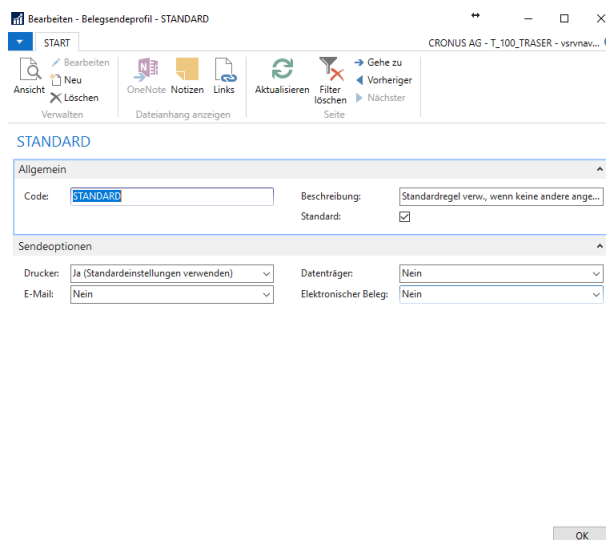 Bearbeiten - Belegsendeprofil - STANDARD
START
CRONUS AG - T_100_TRASER - vsrvnav...
Ansicht
Bearbeiten
Neu
Löschen
Verwalten
OneNote
Notizen
Links
Dateianhang anzeigen
Aktualisieren
Filter
löschen
Gehe zu
Vorheriger
Nächster
Seite
STANDARD
Allgemein
Code: STANDARD
Beschreibung: Standardregel verw., wenn keine andere ange...
Standard:
Sendeoptionen
Drucker: Ja (Standardeinstellungen verwenden)
Datenträger: Nein
E-Mail: Nein
Elektronischer Beleg: Nein
OK